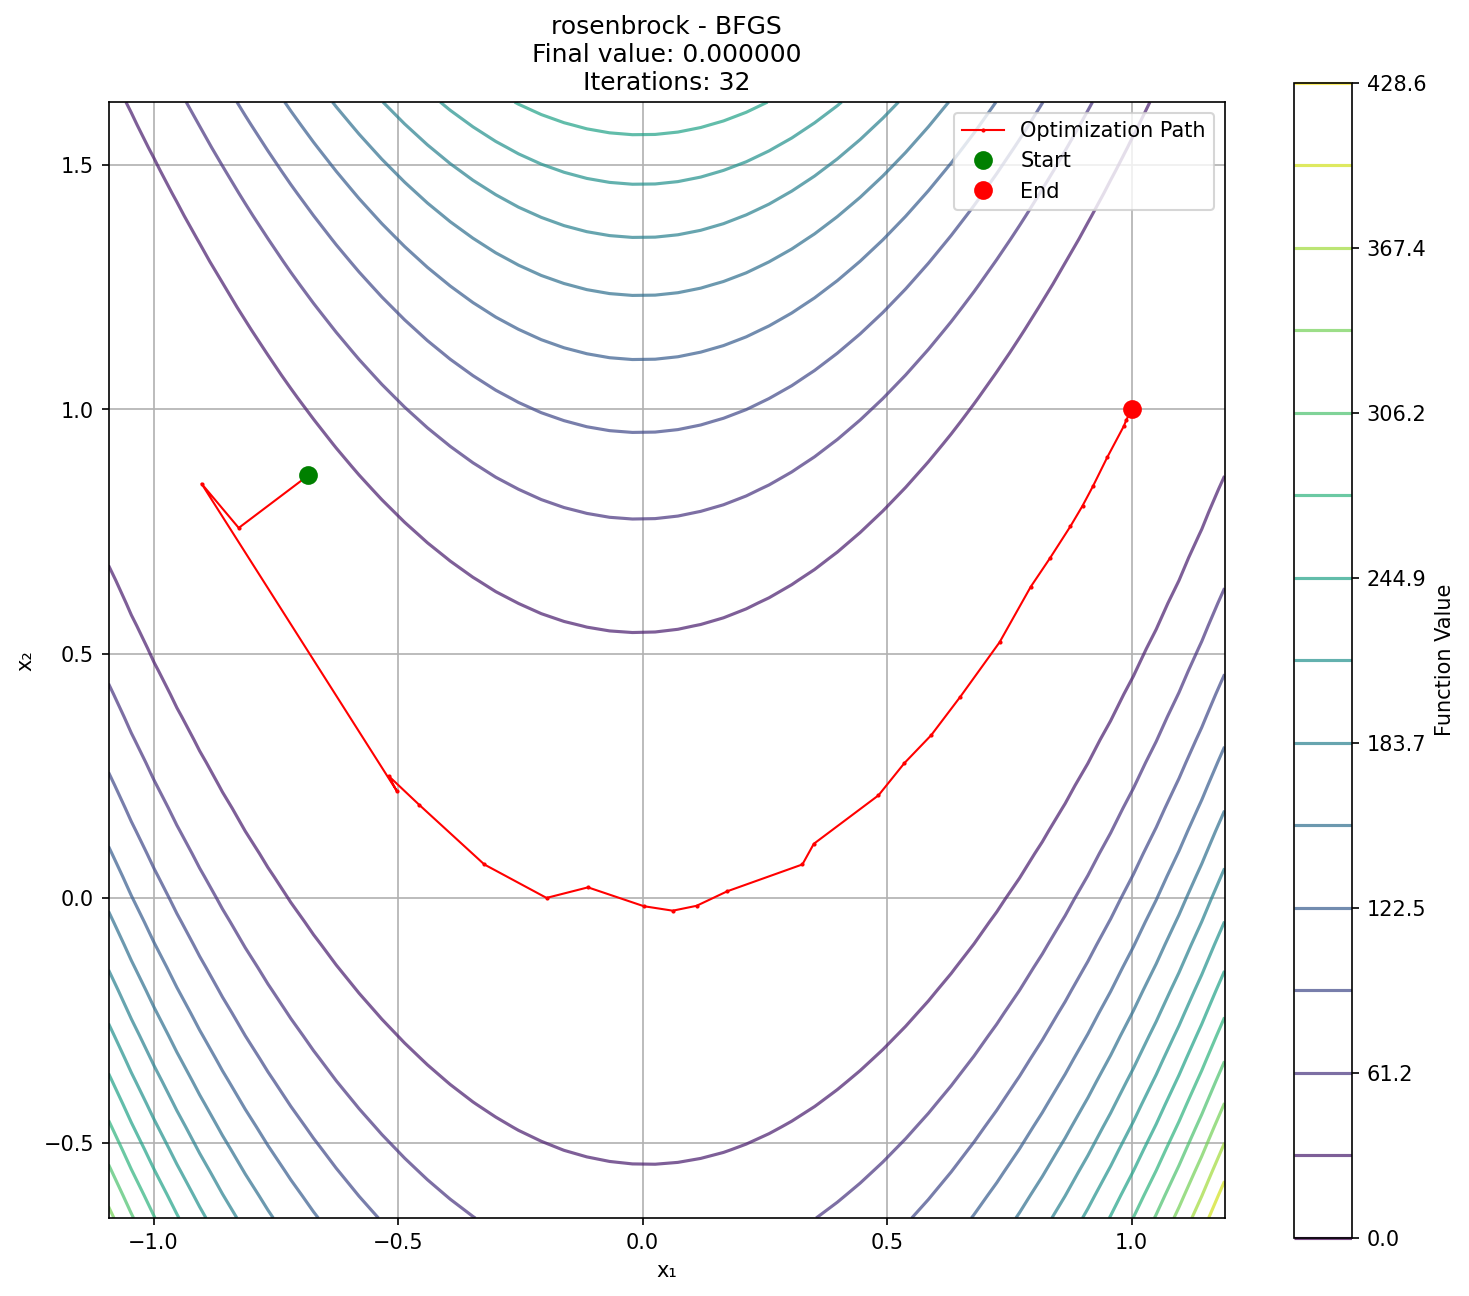 rosenbrock - BFGS
Final value: 0.000000
Iterations: 32
Optimization Path
Start
End
1.5
1.0
0.5
0.0
−0.5
x₂
−1.0
−0.5
0.0
0.5
1.0
x₁
428.6
367.4
306.2
244.9
183.7
122.5
61.2
0.0
Function Value